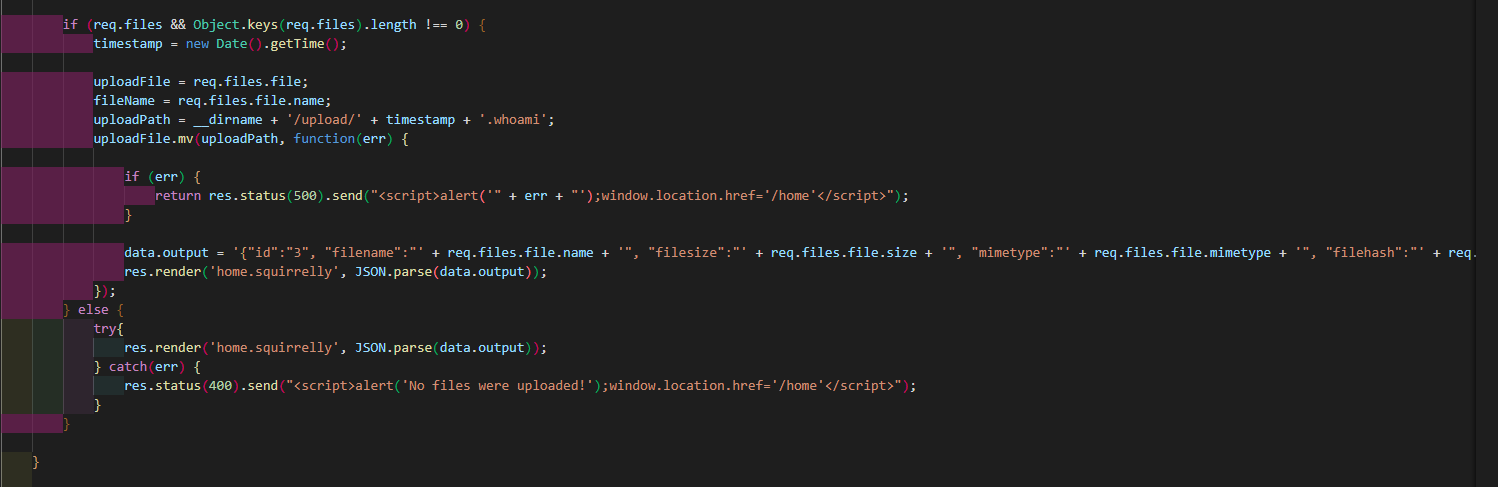 if (req.files && Object.keys(req.files).length !== 0) {
timestamp = new Date().getTime();
uploadFile = req.files.file;
fileName = req.files.file.name;
uploadPath = __dirname + '/upload/' + timestamp + '.whoami';
uploadFile.mv(uploadPath, function(err) {
if (err) {
return res.status(500).send("<script>alert('" + err + "');window.location.href='/home'</script>");
}
data.output = '{"id":"3", "filename":"' + req.files.file.name + '", "filesize":"' + req.files.file.size + '", "mimetype":"' + req.files.file.mimetype + '", "filehash":"' + req.
res.render('home.squirrelly', JSON.parse(data.output));
});
} else {
try{
res.render('home.squirrelly', JSON.parse(data.output));
} catch(err) {
res.status(400).send("<script>alert('No files were uploaded!');window.location.href='/home'</script>");
}
}
}